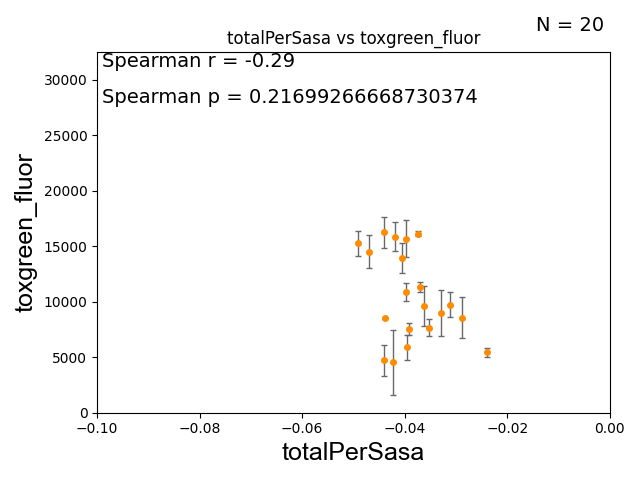 N = 20
totalPerSasa vs toxgreen_fluor
Spearman r = -0.29
Spearman p = 0.21699266668730374
toxgreen_fluor
30000
25000
20000
15000
10000
5000
0
−0.10 −0.08 −0.06 −0.04 −0.02 0.00
totalPerSasa